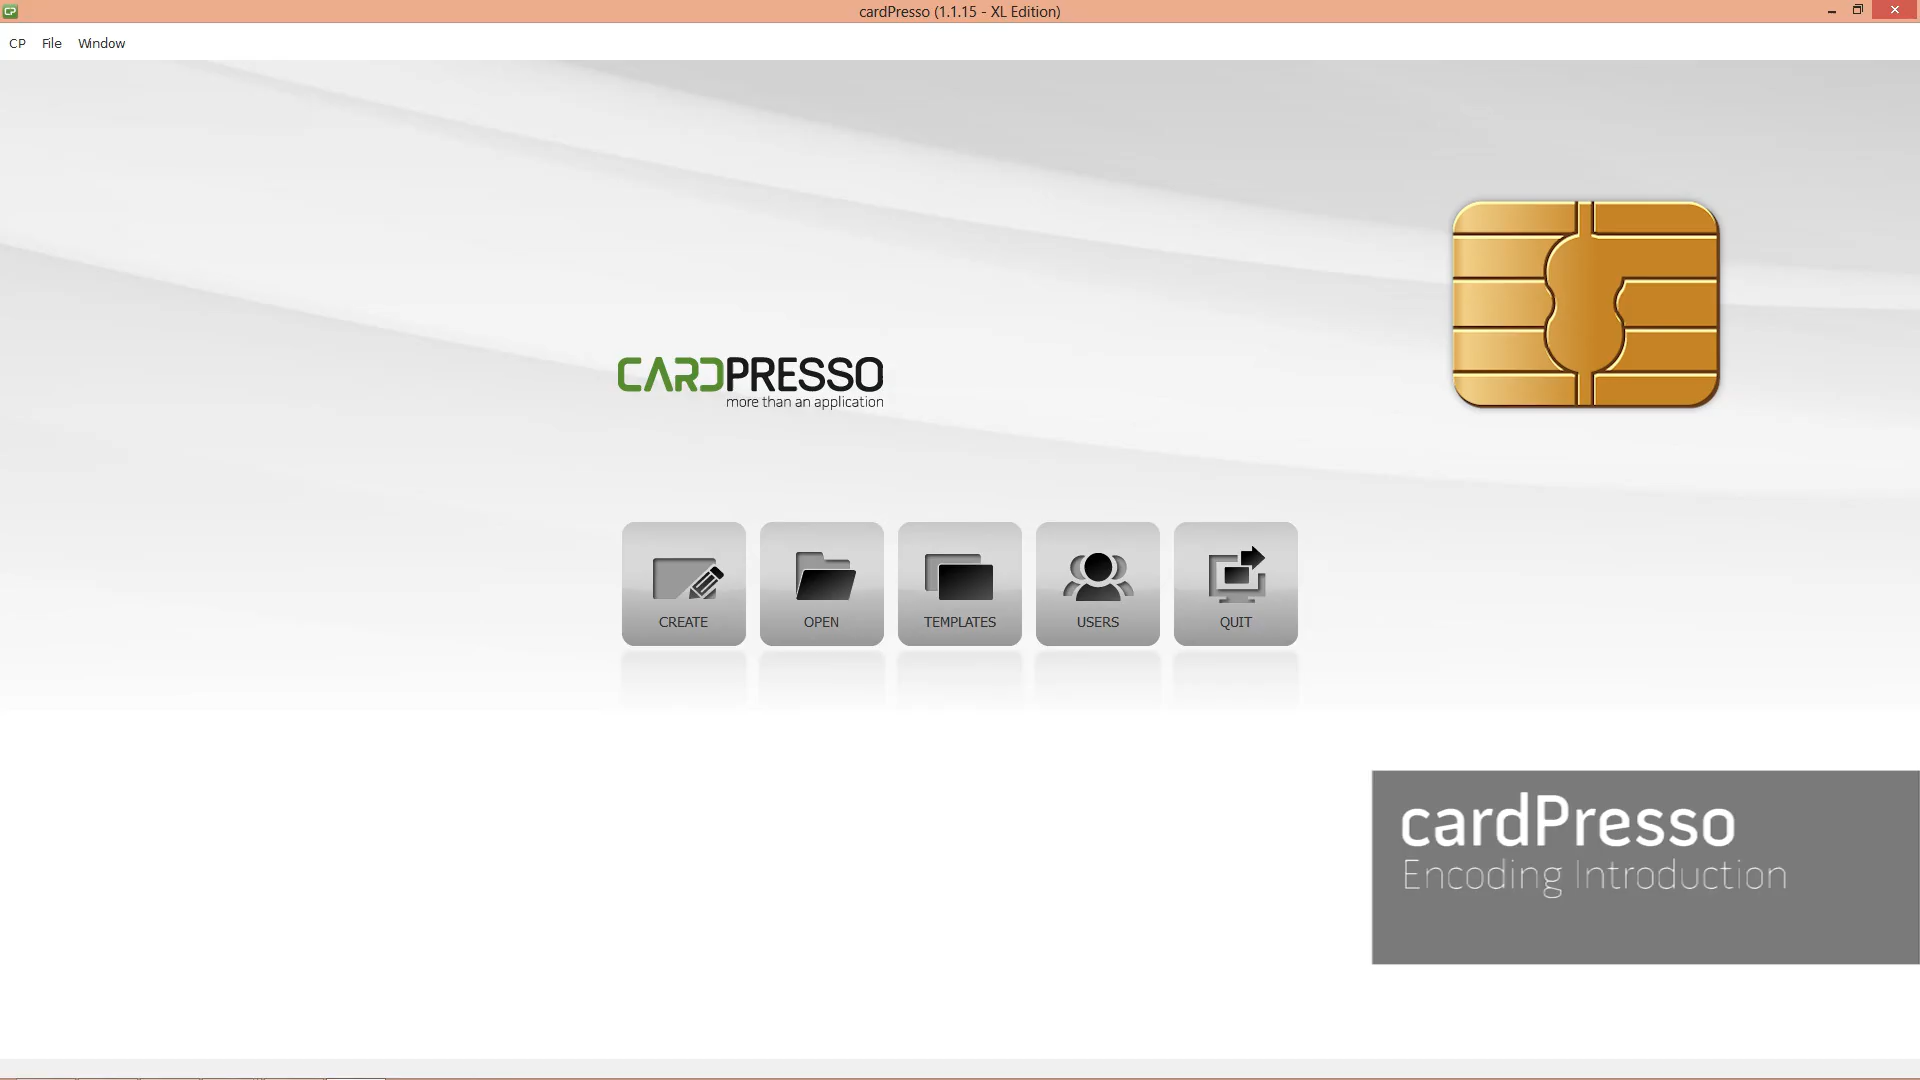 cardPresso (1.1.15 - XL Edition)
CP File Window
CARDPRESSO
more than an application
CREATE OPEN TEMPLATES USERS QUIT
cardPresso
Encoding Introduction